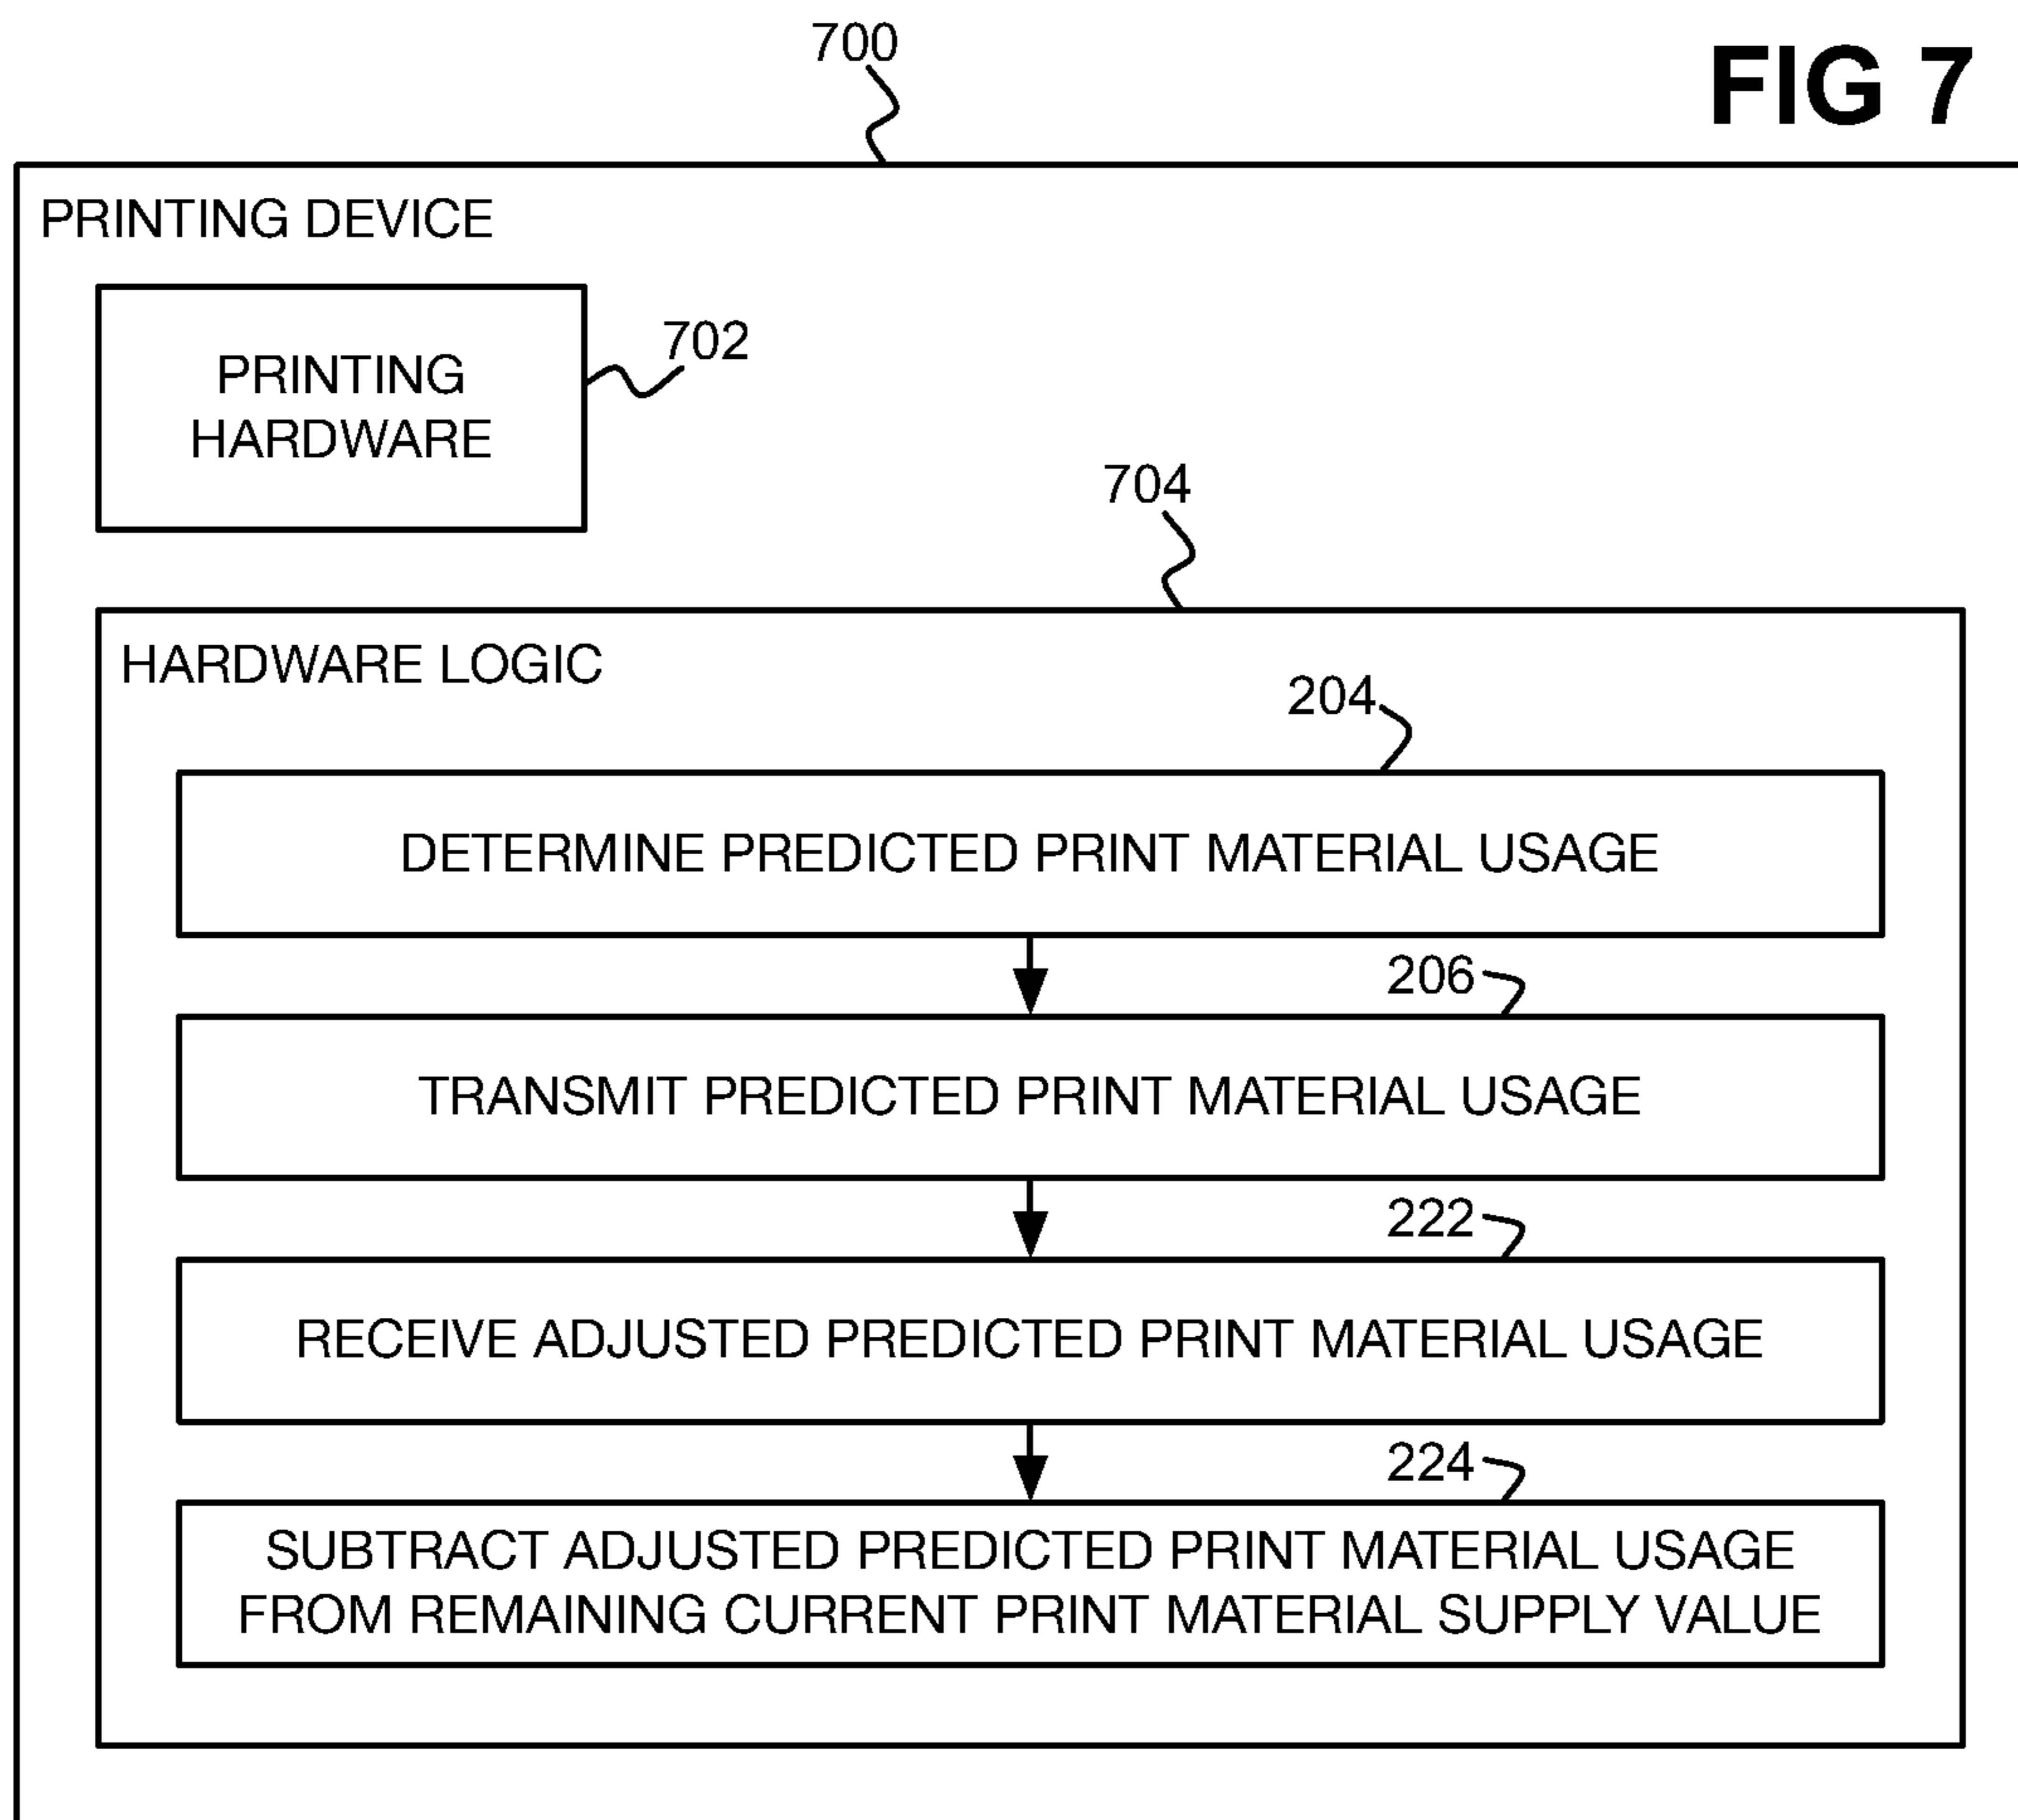 700
FIG 7
PRINTING DEVICE
PRINTING
HARDWARE
702
704
HARDWARE LOGIC
204
DETERMINE PREDICTED PRINT MATERIAL USAGE
206
TRANSMIT PREDICTED PRINT MATERIAL USAGE
222
RECEIVE ADJUSTED PREDICTED PRINT MATERIAL USAGE
224
SUBTRACT ADJUSTED PREDICTED PRINT MATERIAL USAGE
FROM REMAINING CURRENT PRINT MATERIAL SUPPLY VALUE